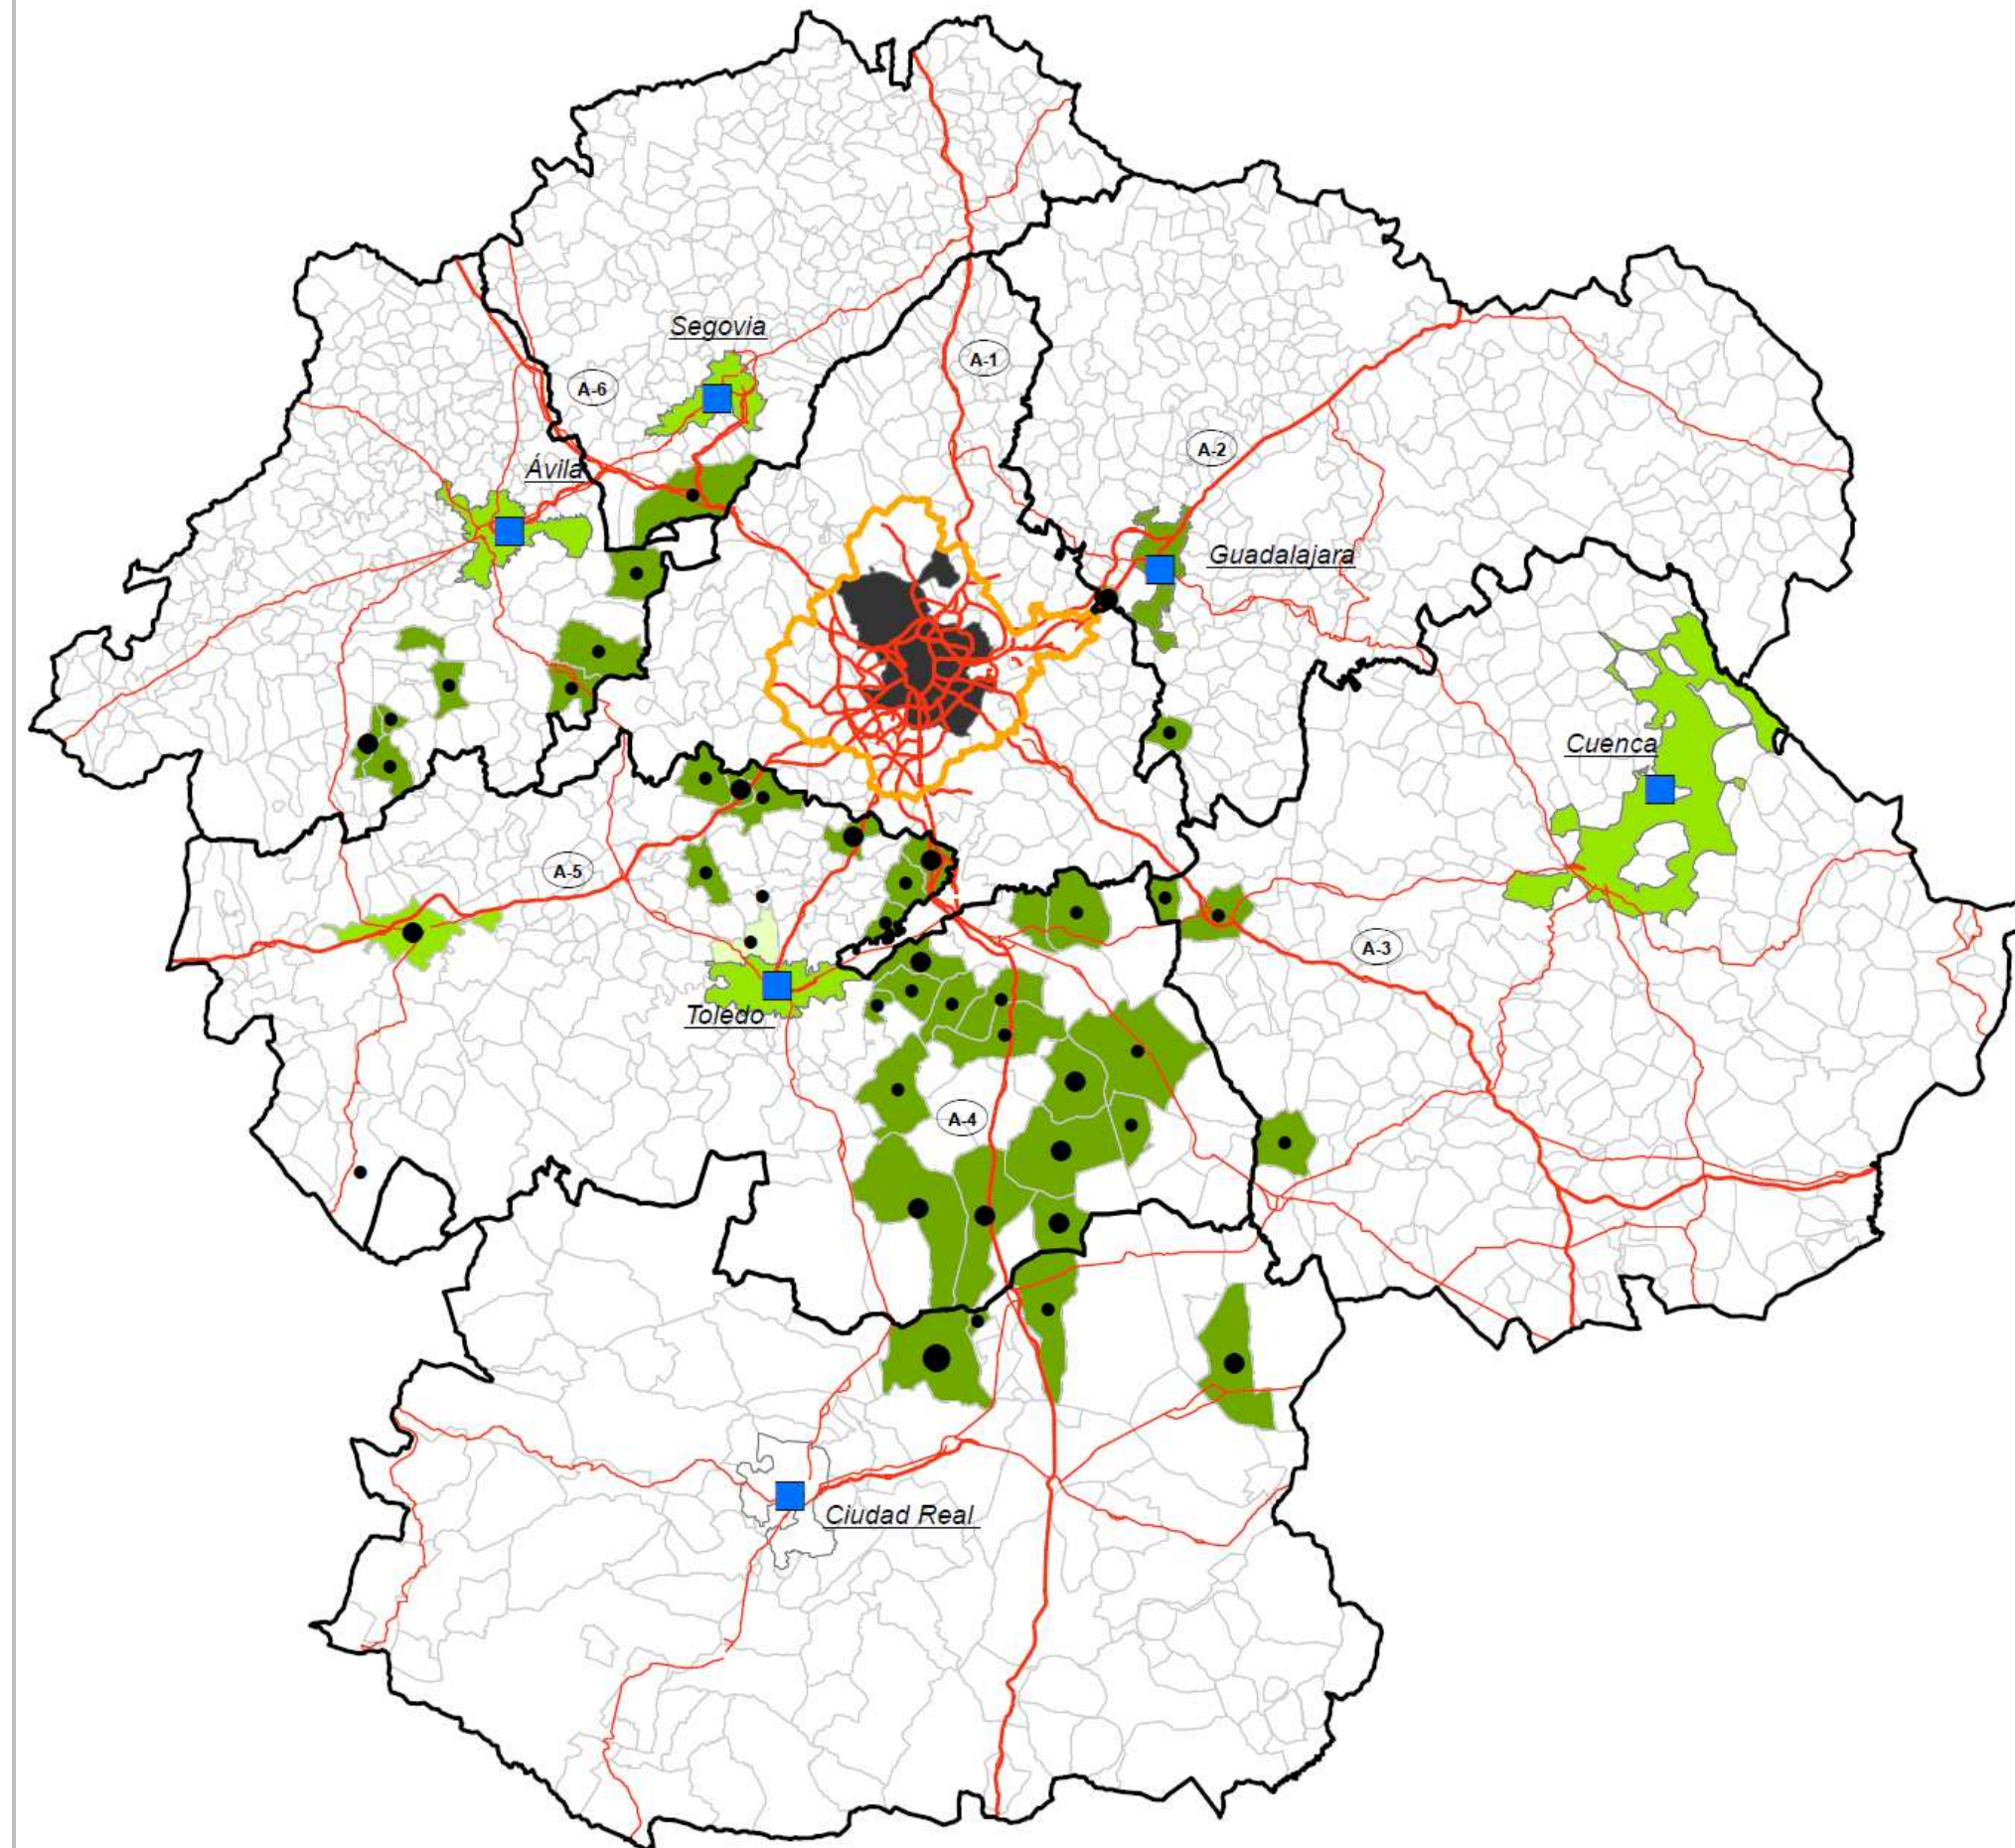 Segovia
A-1
A-6
A-2
Ávila
Guadalajara
Cuenca
A-5
A-3
Toledo
A-4
Ciudad Real